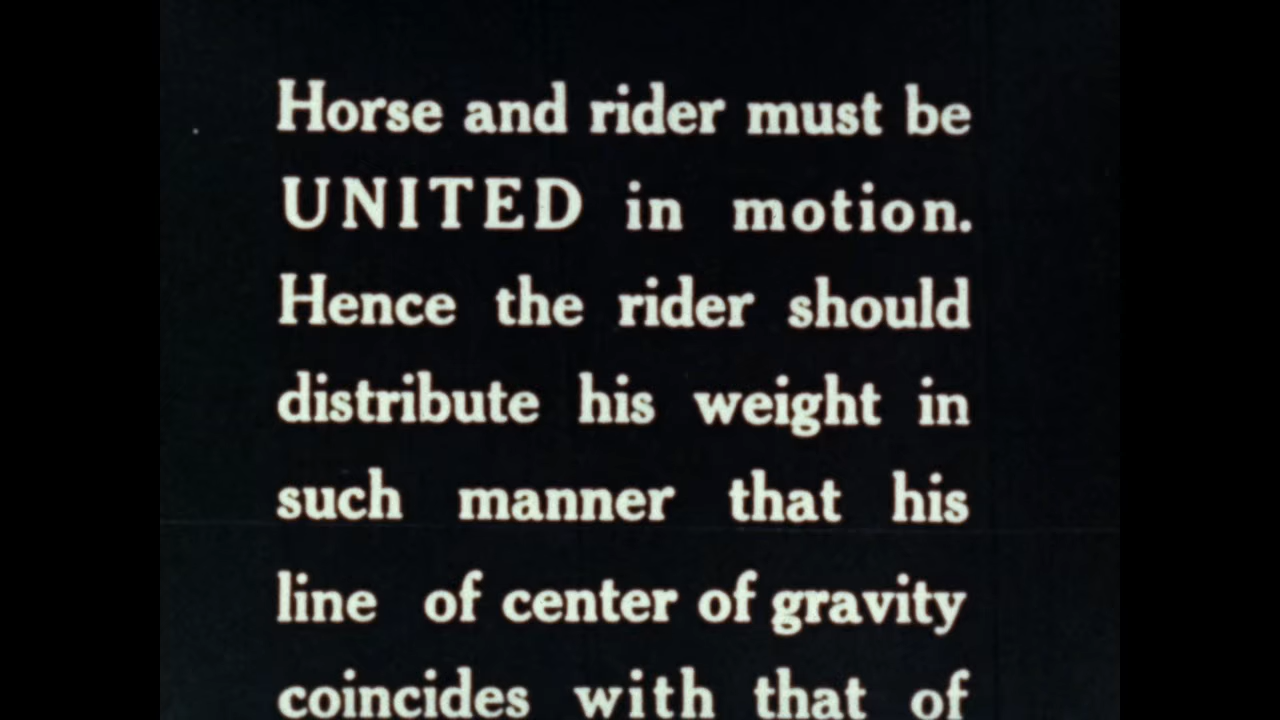 Horse and rider must be
UNITED in motion.
Hence the rider should
distribute his weight in
such manner that his
line of center of gravity
coincides with that of